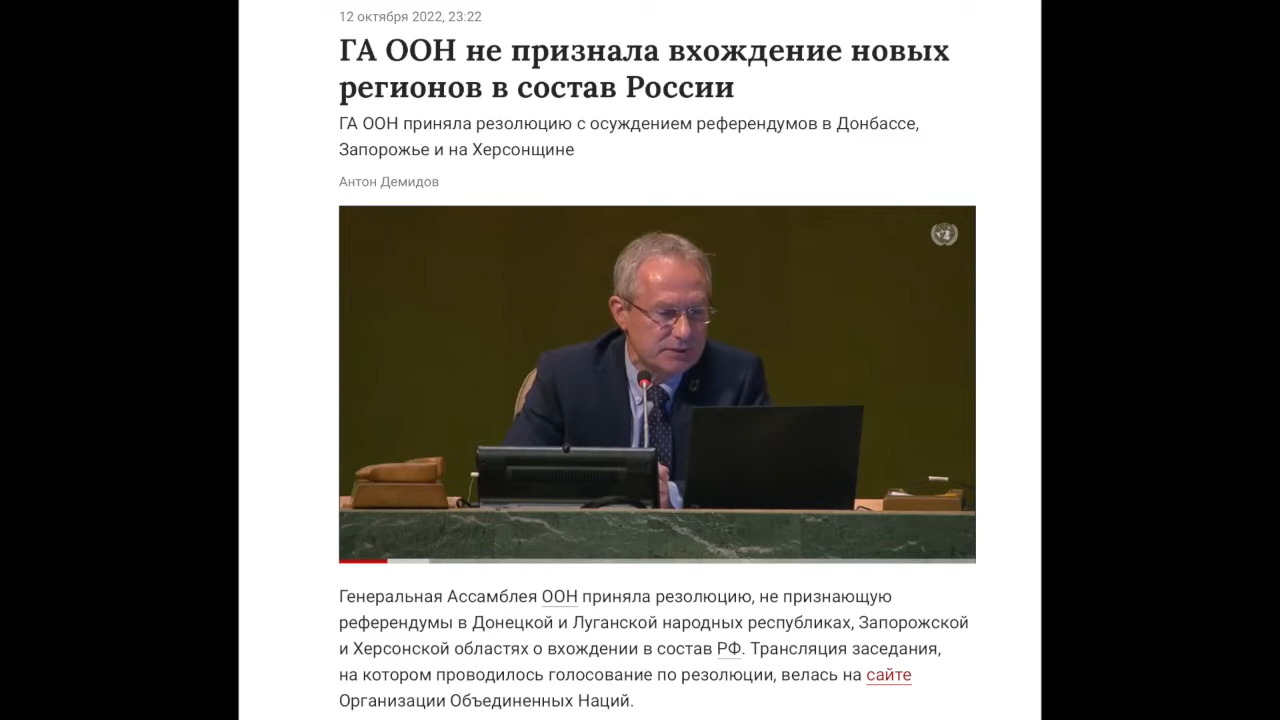 12 октября 2022, 23:22
ГА ООН не признала вхождение новых
регионов в состав России
ГА ООН приняла резолюцию с осуждением референдумов в Донбассе,
Запорожье и на Херсонщине
Антон Демидов
Генеральная Ассамблея ООН приняла резолюцию, не признающую
референдумы в Донецкой и Луганской народных республиках, Запорожской
и Херсонской областях о вхождении в состав РФ. Трансляция заседания,
на котором проводилось голосование по резолюции, велась на сайте
Организации Объединенных Наций.